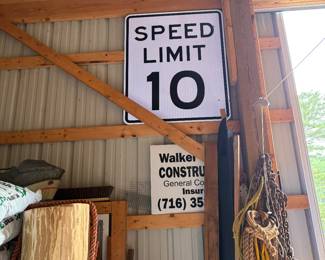 SPEED
LIMIT
10
Walker
CONSTRU
General Co
Insur
(716) 35